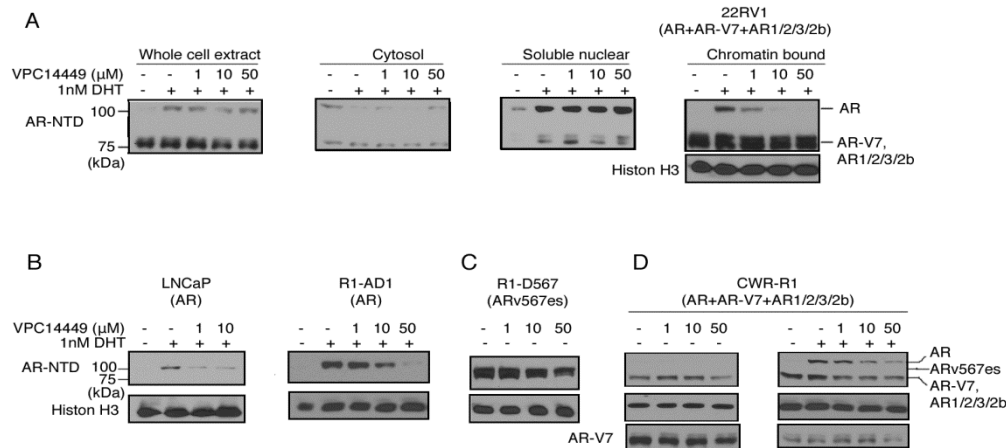 A
22RV1
(AR+AR-V7+AR1/2/3/2b)
Whole cell extract Cytosol Soluble nuclear Chromatin bound
VPC14449 (μM) - - 1 10 50 - - 1 10 50 - - 1 10 50 - - 1 10 50
1nM DHT - + + + + - + + + + - + + + + - + + + +
AR-NTD 100 AR
75 AR-V7,
(kDa) AR1/2/3/2b
Histon H3
B C D
LNCaP R1-AD1 R1-D567 CWR-R1
(AR) (AR) (ARv567es) (AR+AR-V7+AR1/2/3/2b)
VPC14449 (μM) - - 1 10 - - 1 10 50 - 1 10 50 - 1 10 50 - - 1 10 50
1nM DHT - + + + - + + + + - + + + +
AR-NTD 100 AR
75 ARv567es
(kDa) AR-V7,
Histon H3 AR1/2/3/2b
AR-V7